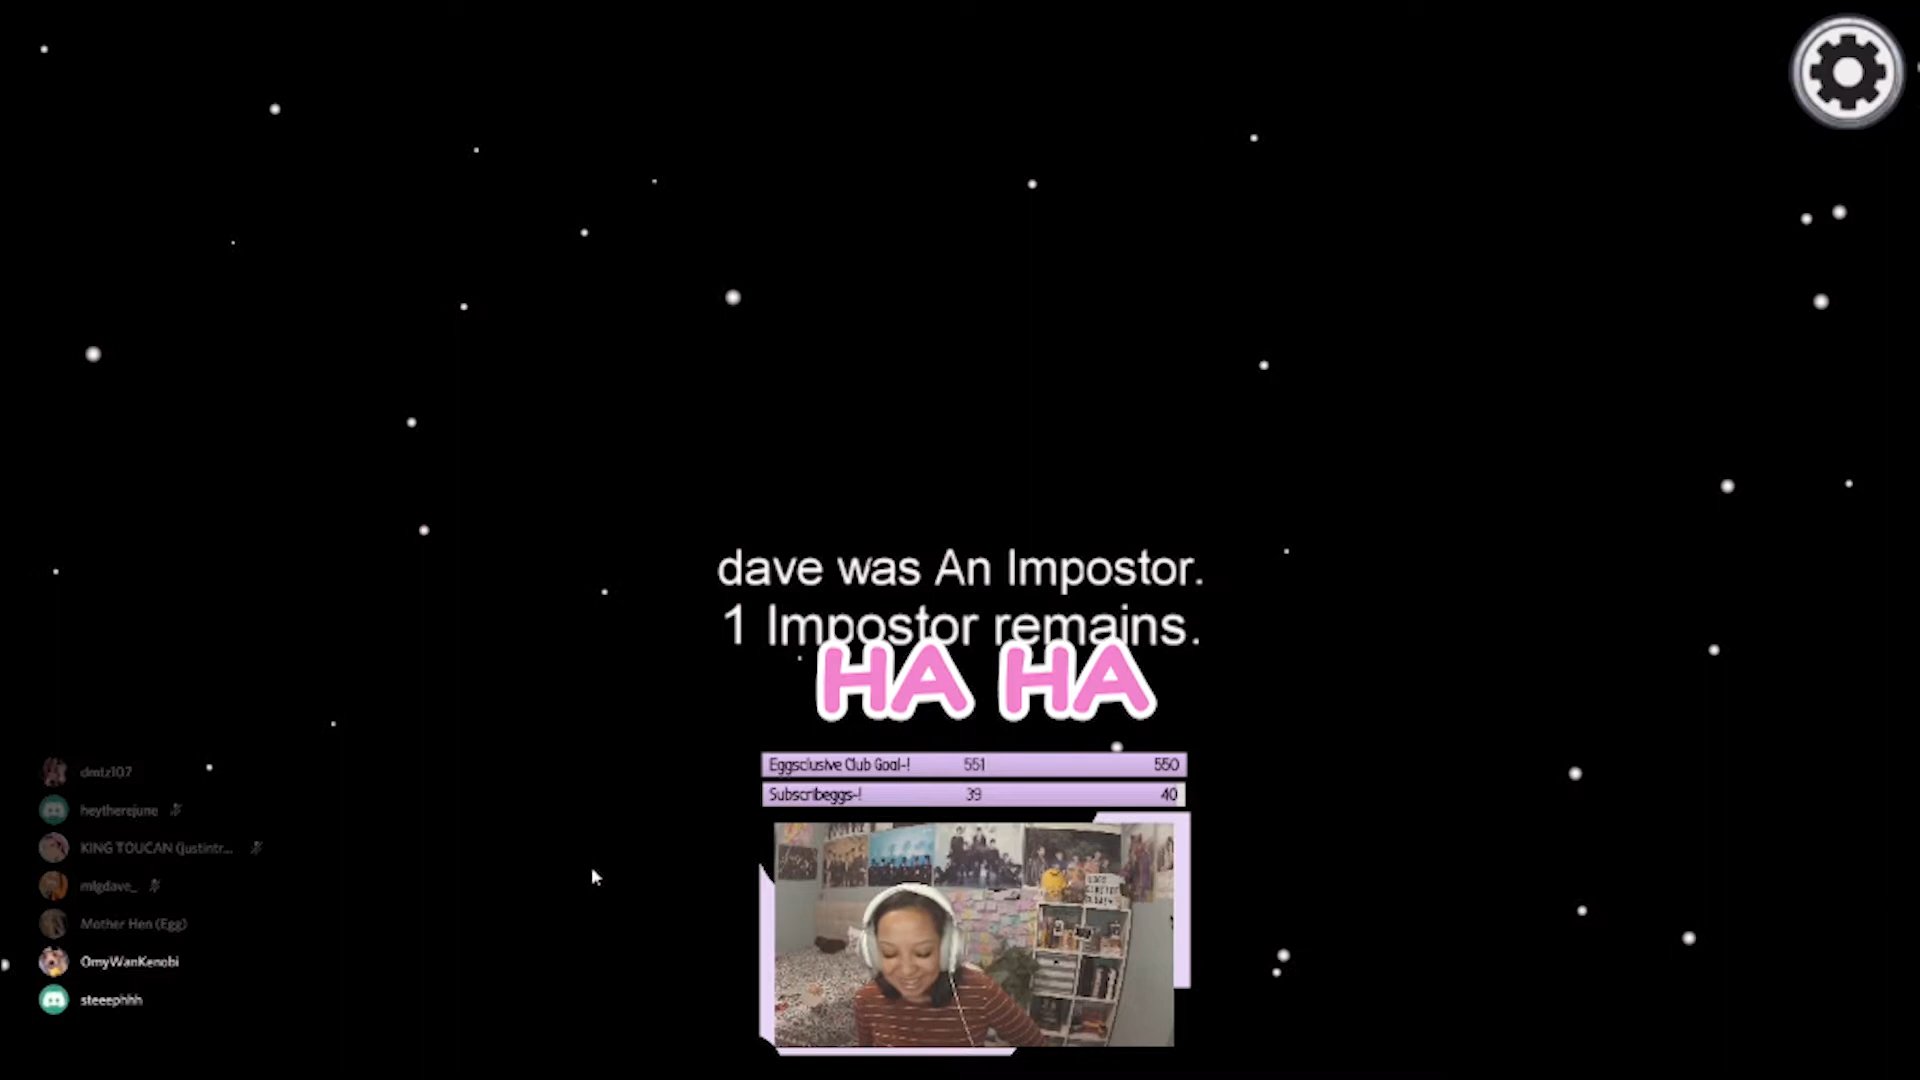 dave was An Impostor.
1 Impostor remains.
HA HA
Eggsclusive Club Goal-! 551 550
Subscribeggs-! 39 40
dmtz107
heytherejune
KING TOUCAN (justintr...
mlgdave_
Mother Hen (Egg)
OmyWanKenobi
steeephhh